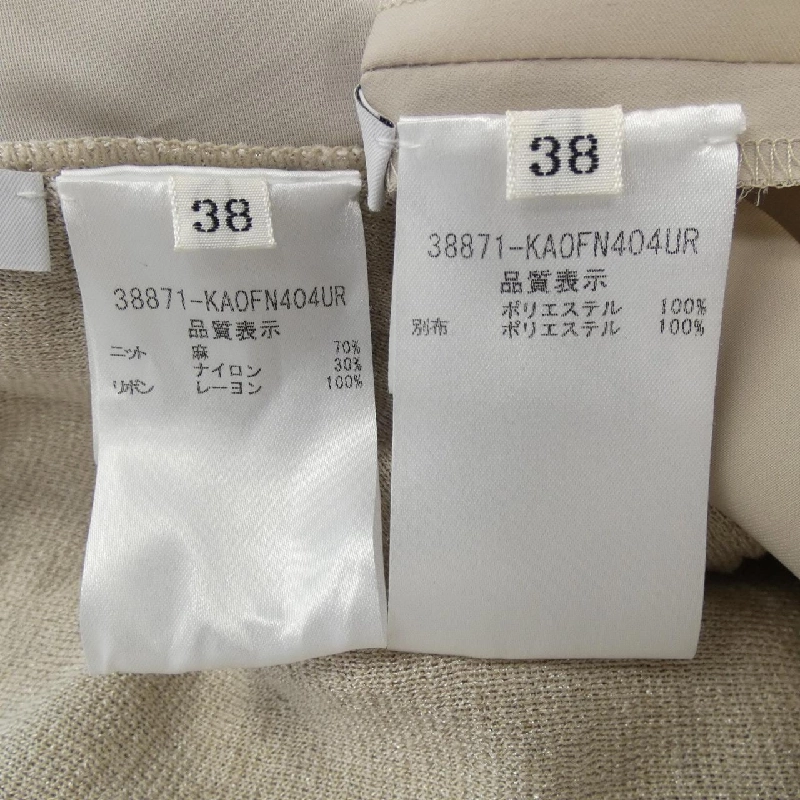 38
38871-KA0FN404UR
品質表示
ニット 麻 70%
ナイロン 30%
リボン レーヨン 100%
38
38871-KA0FN404UR
品質表示
ポリエステル 100%
別布 ポリエステル 100%